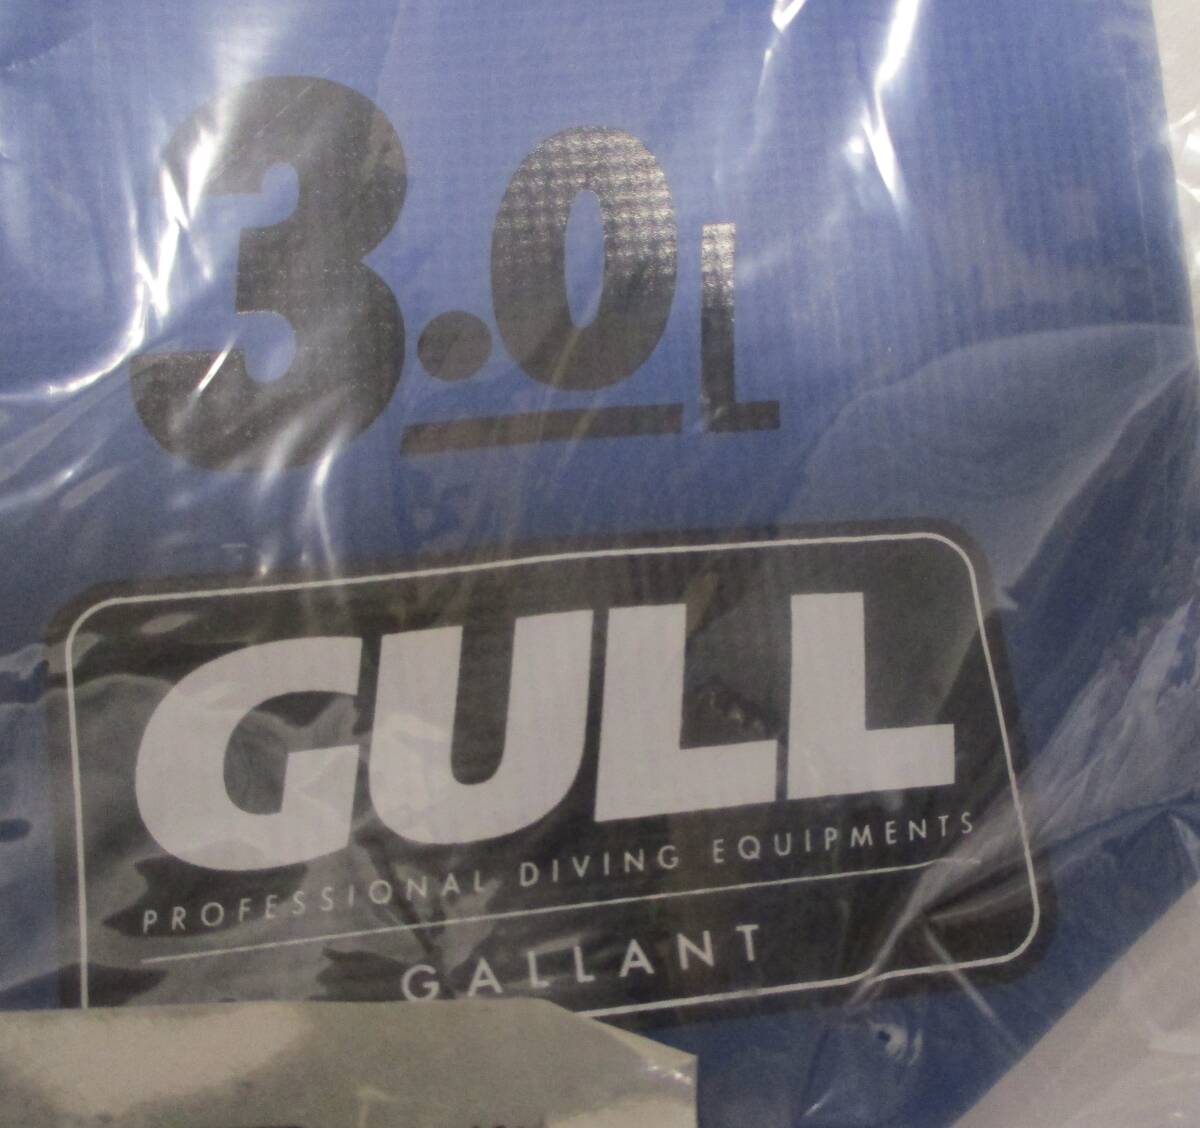 3.0L
GULL
PROFESSIONAL DIVING EQUIPMENTS
GALLANT